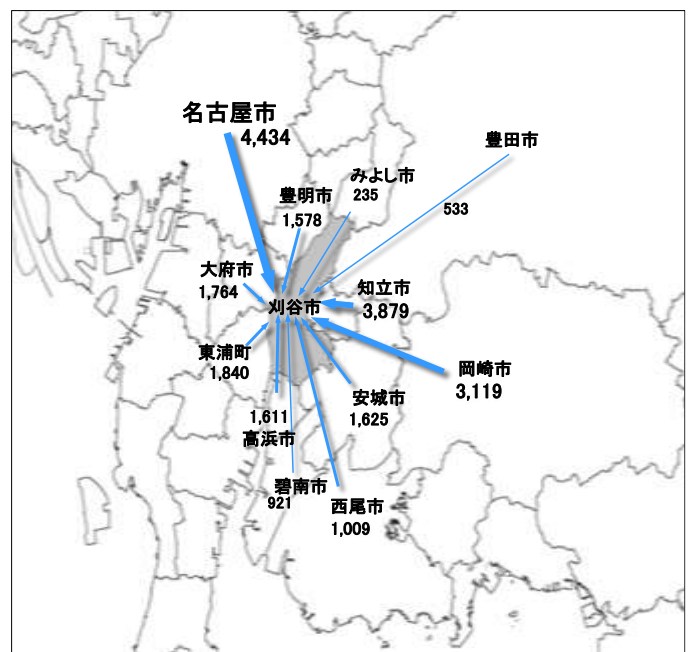 名古屋市
4,434
豊田市
533
みよし市
235
豊明市
1,578
大府市
1,764
刈谷市
知立市
3,879
東浦町
1,840
岡崎市
3,119
安城市
1,625
1,611
高浜市
碧南市
921
西尾市
1,009